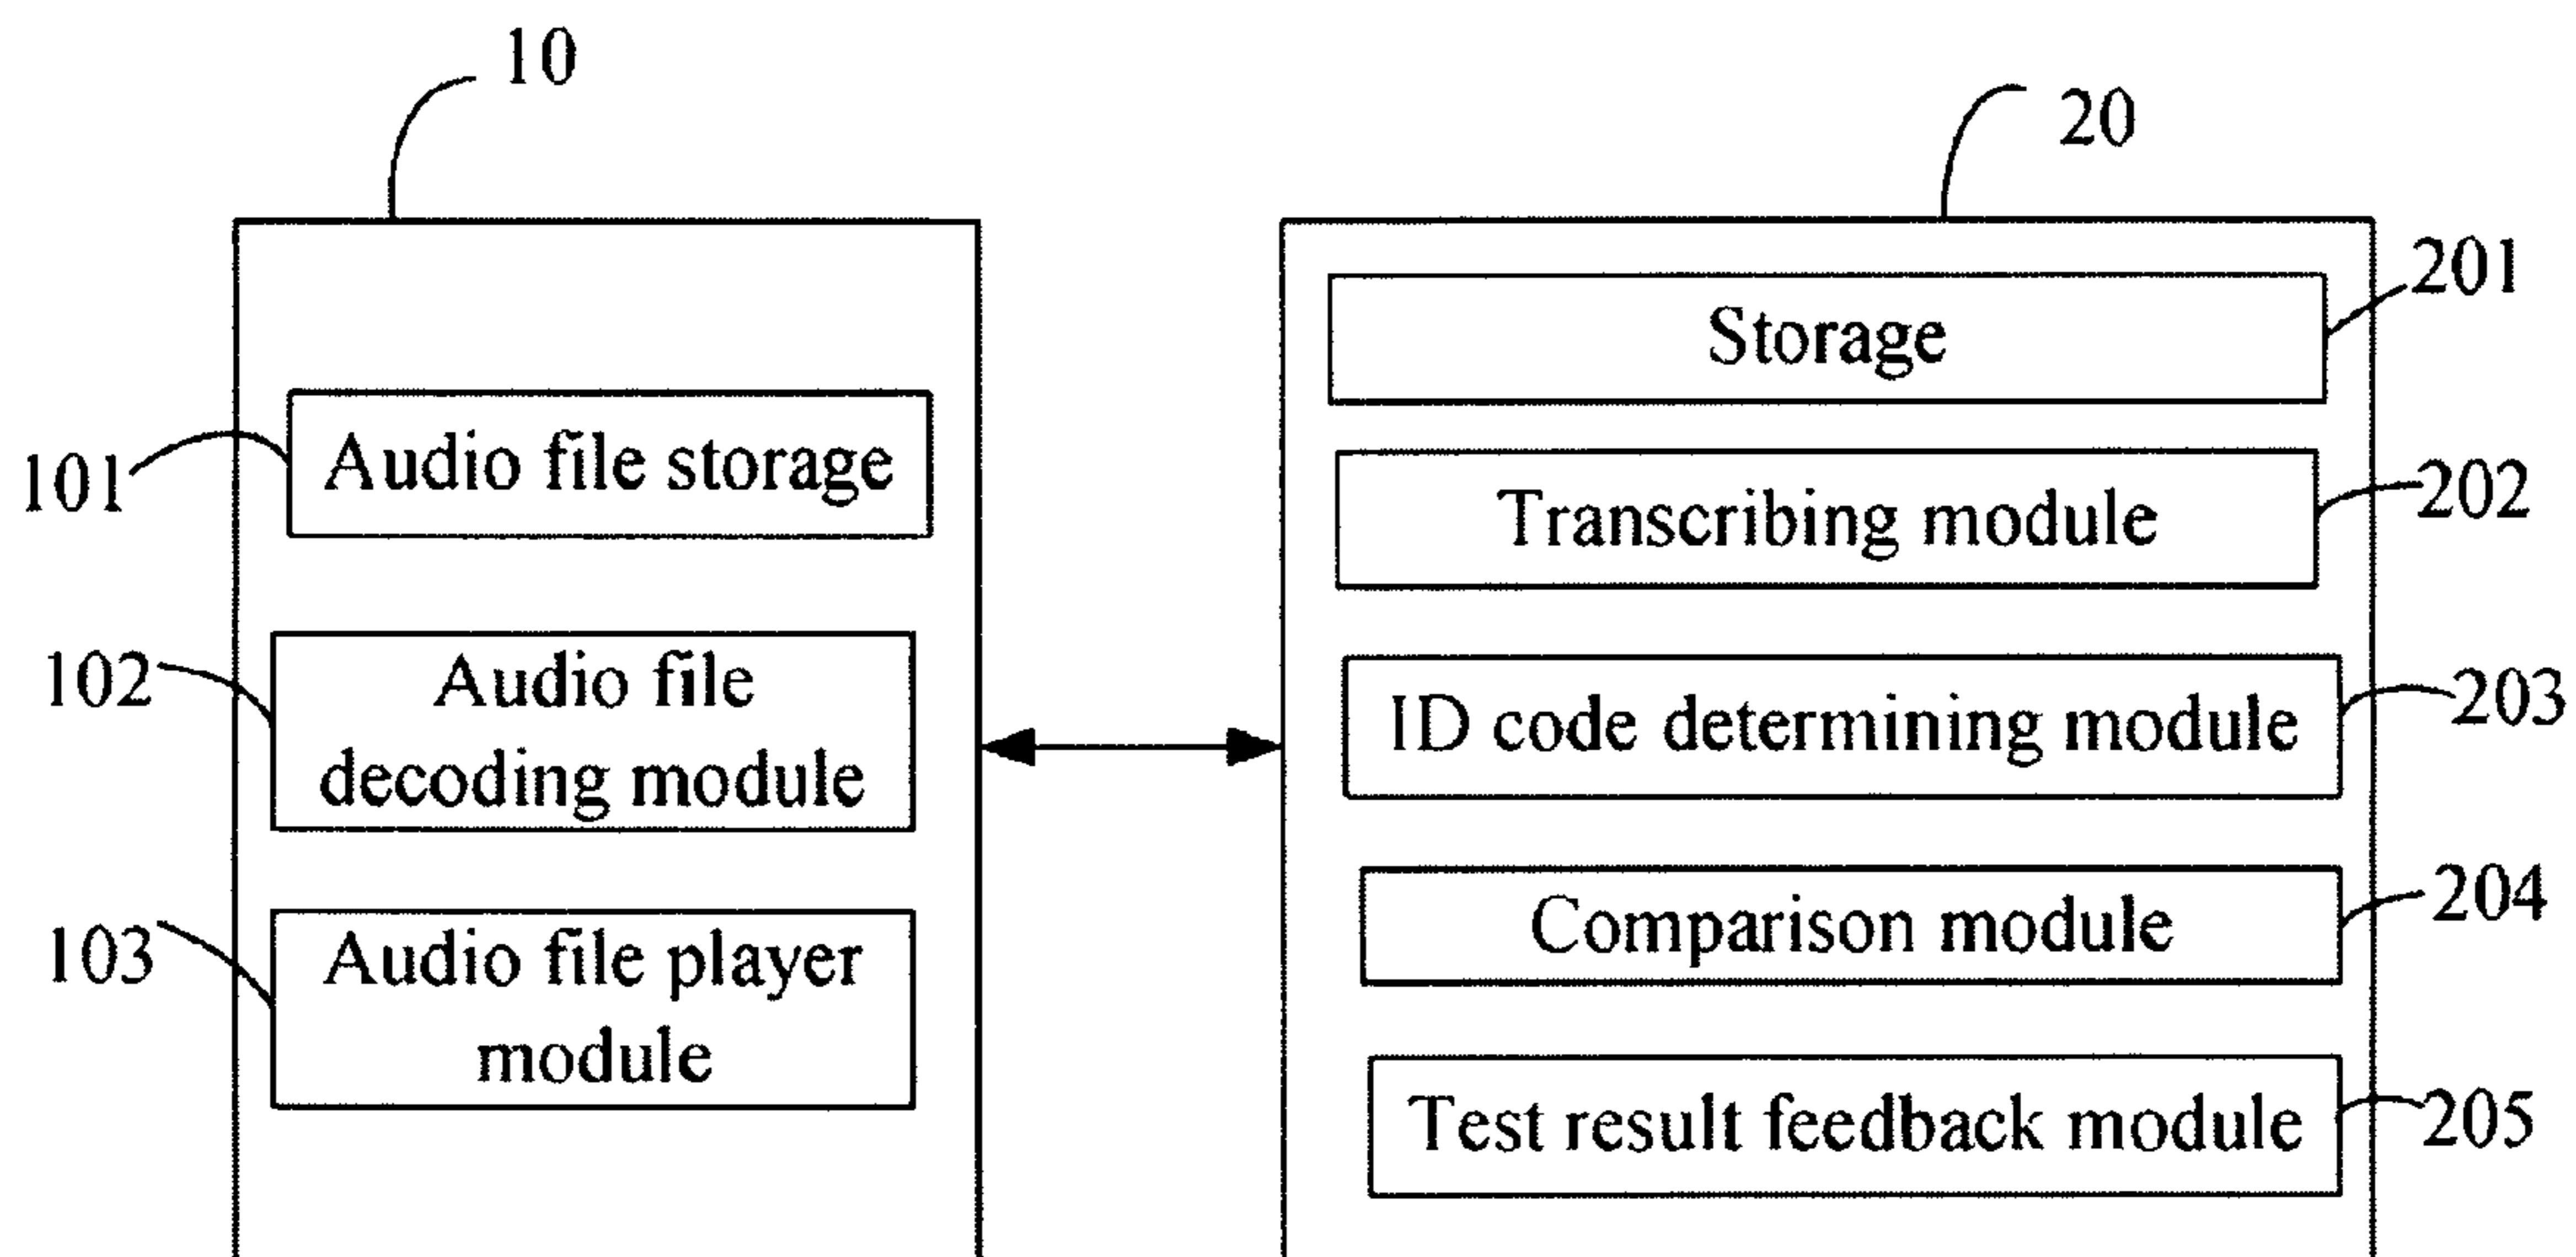 10
20
201
Storage
101
Audio file storage
202
Transcribing module
102
Audio file
decoding module
203
ID code determining module
103
Audio file player
module
204
Comparison module
205
Test result feedback module